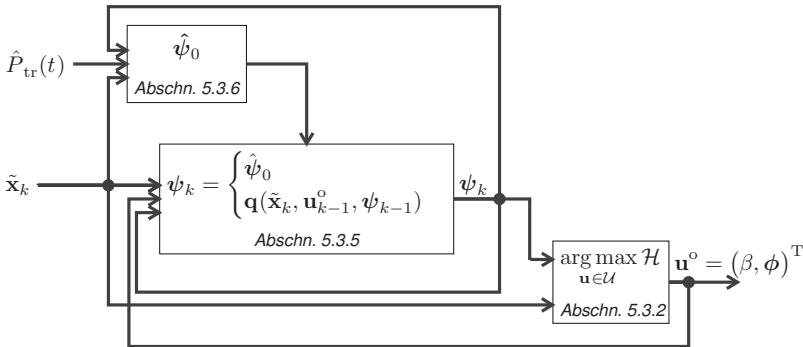 ψ̂₀
P̂_tr(t)
Abschn. 5.3.6
x̃_k
ψ_k = { ψ̂₀
q(x̃_k, u°_{k−1}, ψ_{k−1})
Abschn. 5.3.5
ψ_k
arg max ℋ
u∈𝒰
Abschn. 5.3.2
u° = (β, ϕ)ᵀ